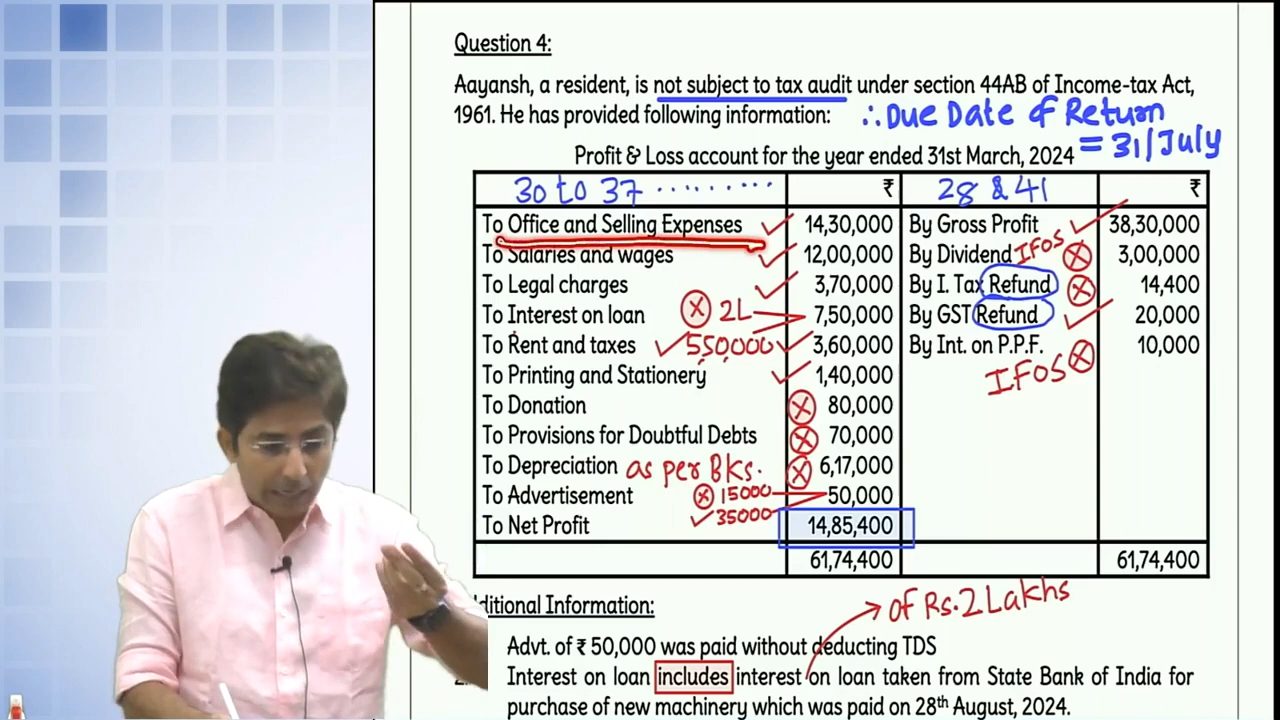 Question 4:
Aayansh, a resident, is not subject to tax audit under section 44AB of Income-tax Act,
1961. He has provided following information: ∴ Due Date of Return
Profit & Loss account for the year ended 31st March, 2024 = 31/July
30 to 37 ......... ₹ 28 & 41 ₹
To Office and Selling Expenses ✓ 14,30,000 By Gross Profit ✓ 38,30,000
To Salaries and wages ✓ 12,00,000 By Dividend IFOS ⓧ 3,00,000
To Legal charges ✓ 3,70,000 By I. Tax Refund ⓧ 14,400
To Interest on loan ⓧ 2L 7,50,000 By GST Refund ✓ 20,000
To Rent and taxes ✓ 550000 ✓ 3,60,000 By Int. on P.P.F. ⓧ 10,000
To Printing and Stationery ✓ 1,40,000 IFOS
To Donation ⓧ 80,000
To Provisions for Doubtful Debts ⓧ 70,000
To Depreciation as per Bks. ⓧ 6,17,000
To Advertisement ⓧ 15000 50,000
To Net Profit ✓ 35000 14,85,400
61,74,400 61,74,400
ditional Information: of Rs. 2 Lakhs
Advt. of ₹ 50,000 was paid without deducting TDS
2. Interest on loan includes interest on loan taken from State Bank of India for
purchase of new machinery which was paid on 28th August, 2024.